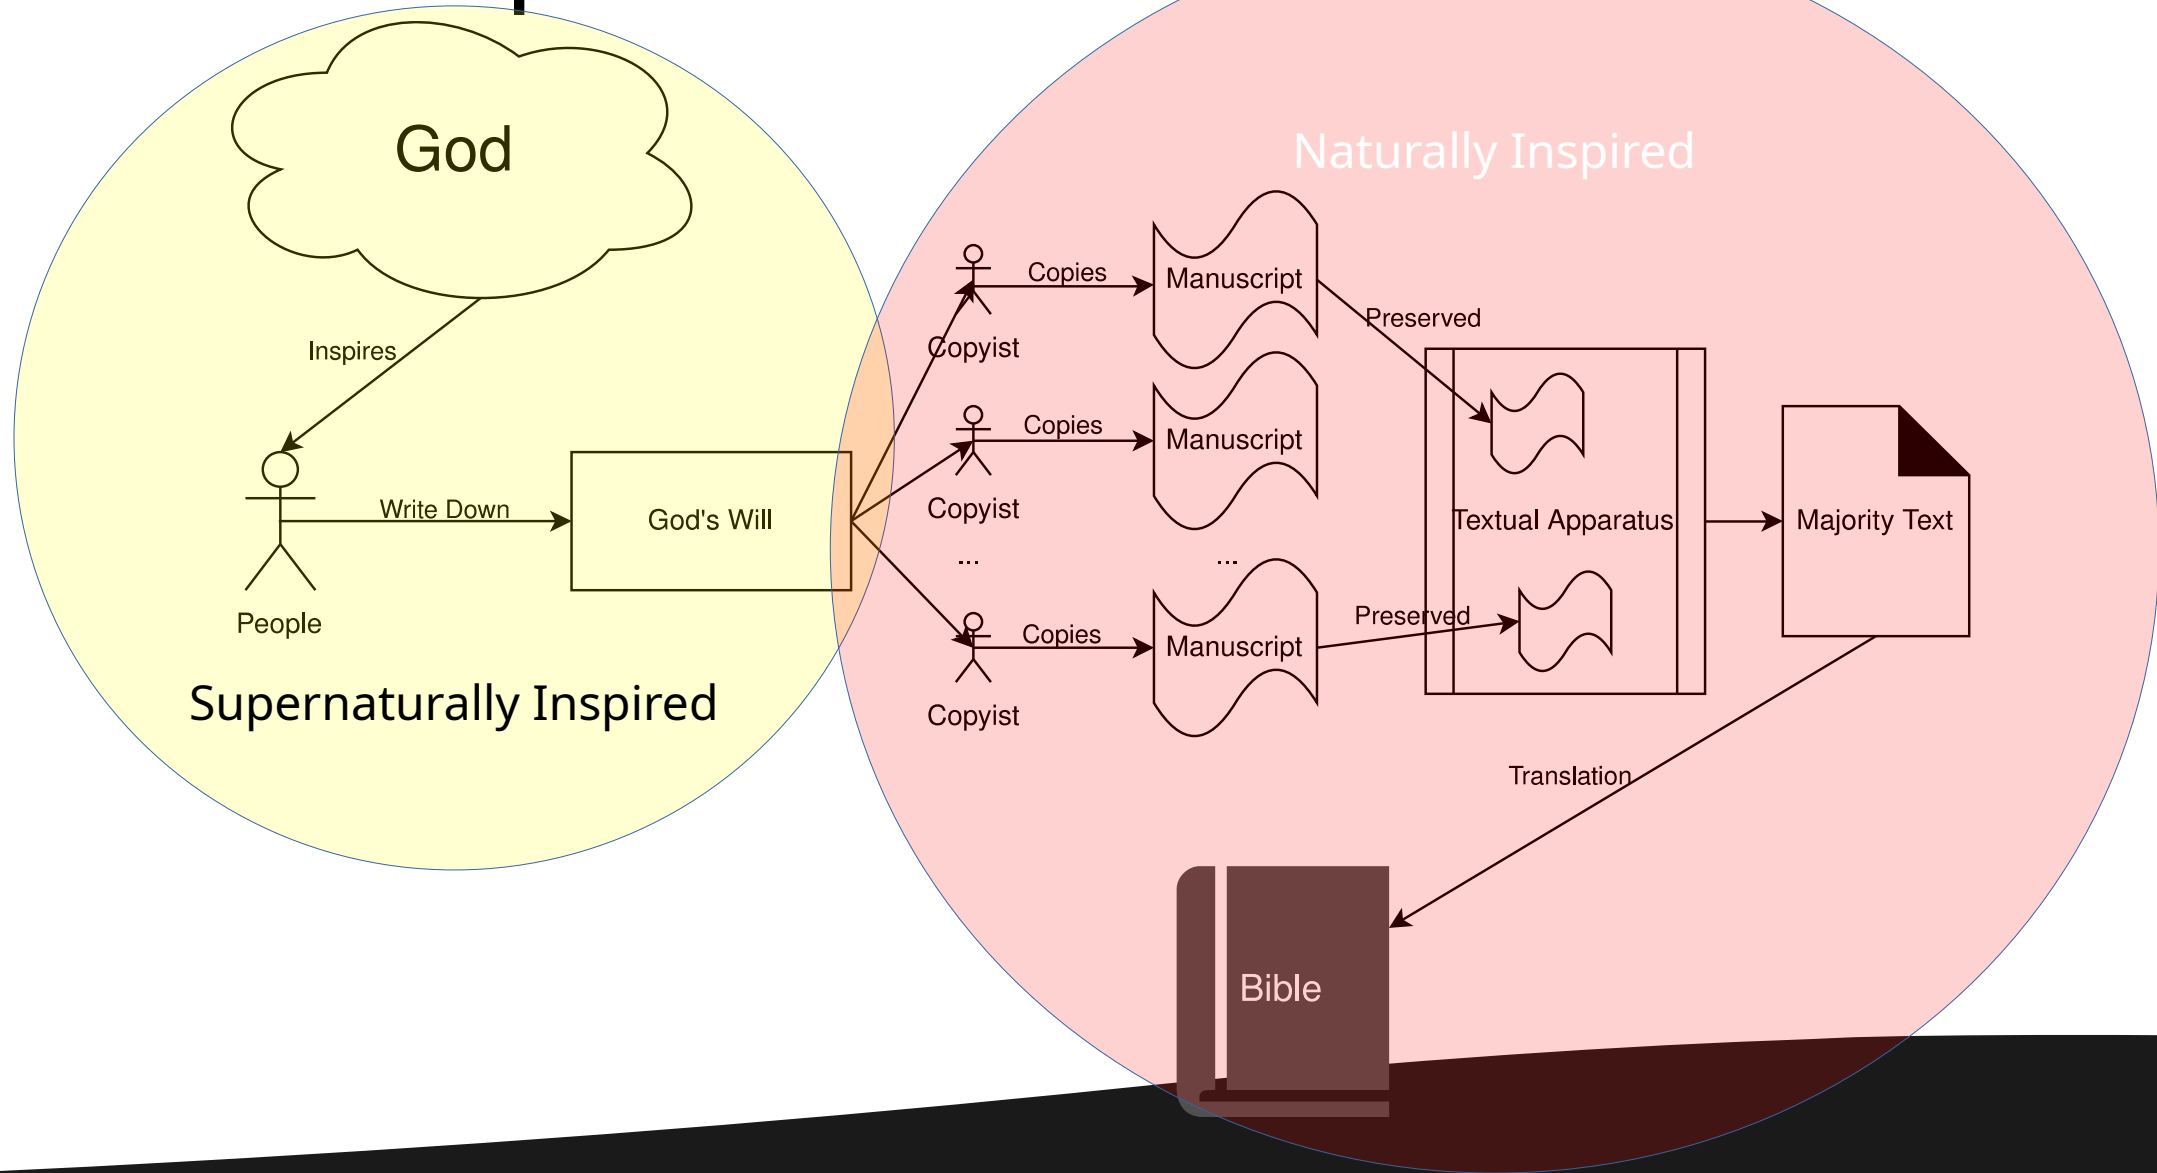 God
Inspires
People
Write Down
God's Will
Supernaturally Inspired
Naturally Inspired
Copyist
Copies
Manuscript
Preserved
Copyist
Copies
Manuscript
...
...
Copyist
Copies
Manuscript
Preserved
Textual Apparatus
Majority Text
Translation
Bible